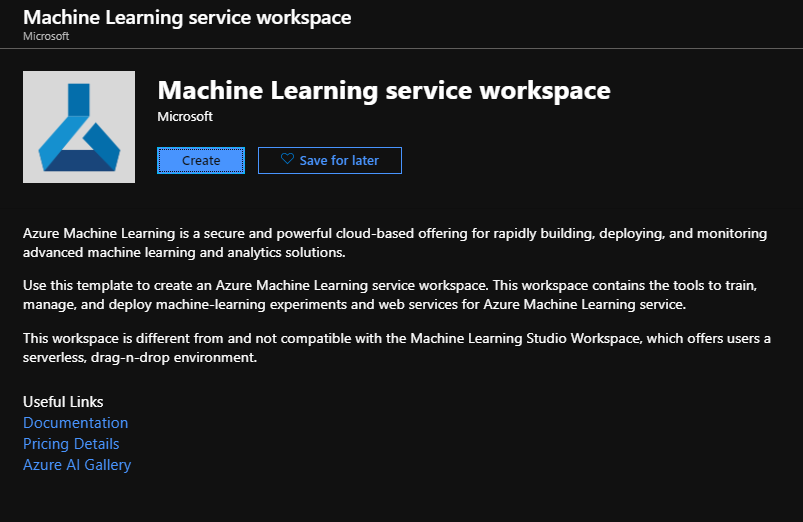 Machine Learning service workspace
Microsoft
Machine Learning service workspace
Microsoft
Create
Save for later
Azure Machine Learning is a secure and powerful cloud-based offering for rapidly building, deploying, and monitoring
advanced machine learning and analytics solutions.
Use this template to create an Azure Machine Learning service workspace. This workspace contains the tools to train,
manage, and deploy machine-learning experiments and web services for Azure Machine Learning service.
This workspace is different from and not compatible with the Machine Learning Studio Workspace, which offers users a
serverless, drag-n-drop environment.
Useful Links
Documentation
Pricing Details
Azure AI Gallery